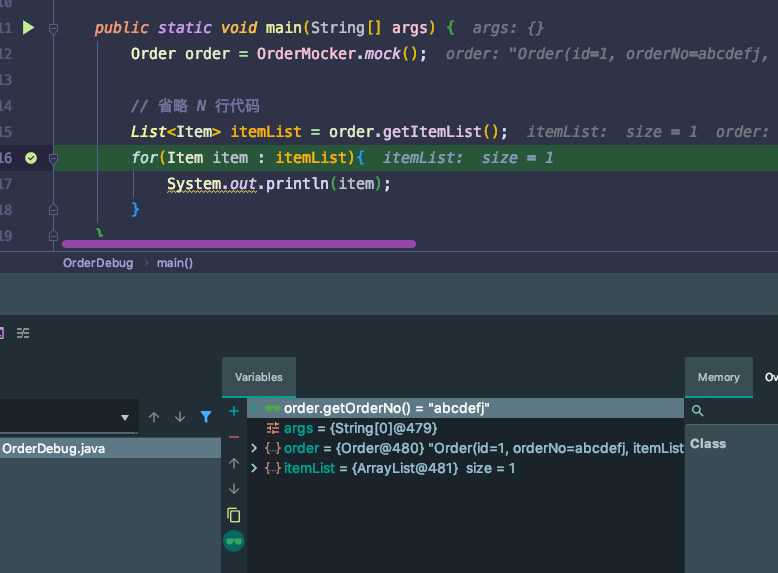 10
11 public static void main(String[] args) { args: {}
12 Order order = OrderMocker.mock(); order: "Order(id=1, orderNo=abcdefj,
13
14 // 省略 N 行代码
15 List<Item> itemList = order.getItemList(); itemList: size = 1 order:
16 for(Item item : itemList){ itemList: size = 1
17 System.out.println(item);
18 }
19 }
OrderDebug › main()
Variables
Memory
Ov
order.getOrderNo() = "abcdefj"
args = {String[0]@479}
OrderDebug.java
order = {Order@480} "Order(id=1, orderNo=abcdefj, itemList
Class
itemList = {ArrayList@481} size = 1